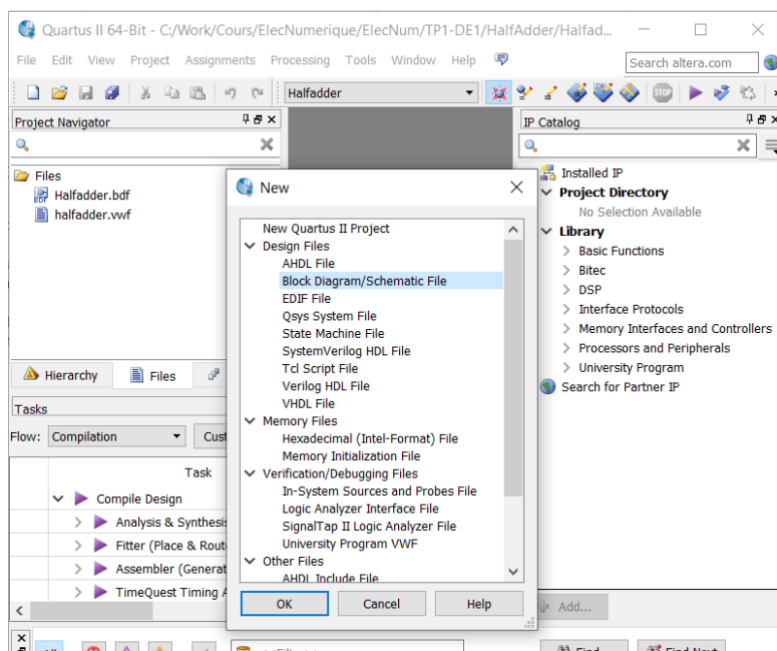 Quartus II 64-Bit - C:/Work/Cours/ElecNumerique/ElecNum/TP1-DE1/HalfAdder/Halfad...
File Edit View Project Assignments Processing Tools Window Help
Search altera.com
Halfadder
STOP
Project Navigator
IP Catalog
Files
Halfadder.bdf
halfadder.vwf
Installed IP
Project Directory
No Selection Available
Library
Basic Functions
Bitec
DSP
Interface Protocols
Memory Interfaces and Controllers
Processors and Peripherals
University Program
Search for Partner IP
New
New Quartus II Project
Design Files
AHDL File
Block Diagram/Schematic File
EDIF File
Qsys System File
State Machine File
SystemVerilog HDL File
Tcl Script File
Verilog HDL File
VHDL File
Memory Files
Hexadecimal (Intel-Format) File
Memory Initialization File
Verification/Debugging Files
In-System Sources and Probes File
Logic Analyzer Interface File
SignalTap II Logic Analyzer File
University Program VWF
Other Files
AHDL Include File
OK Cancel Help
Hierarchy Files
Tasks
Flow: Compilation Cust
Task
Compile Design
Analysis & Synthesis
Fitter (Place & Rout
Assembler (Generat
TimeQuest Timing A
Add...
Find... Find Next